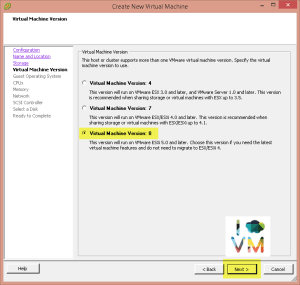 Create New Virtual Machine
Virtual Machine Version
Configuration
Name and Location
Storage
Virtual Machine Version
Guest Operating System
CPUs
Memory
Network
SCSI Controller
Select a Disk
Ready to Complete
Virtual Machine Version
This host or cluster supports more than one VMware virtual machine version. Specify the virtual
machine version to use.
Virtual Machine Version: 4
This version will run on VMware ESX 3.0 and later, and VMware Server 1.0 and later. This version
is recommended when sharing storage or virtual machines with ESX up to 3.5.
Virtual Machine Version: 7
This version will run on VMware ESX/ESXi 4.0 and later. This version is recommended when
sharing storage or virtual machines with ESX/ESXi up to 4.1.
Virtual Machine Version: 8
This version will run on VMware ESXi 5.0 and later. Choose this version if you need the latest
virtual machine features and do not need to migrate to ESX/ESXi 4.
I
VM
Help
< Back
Next >
Cancel